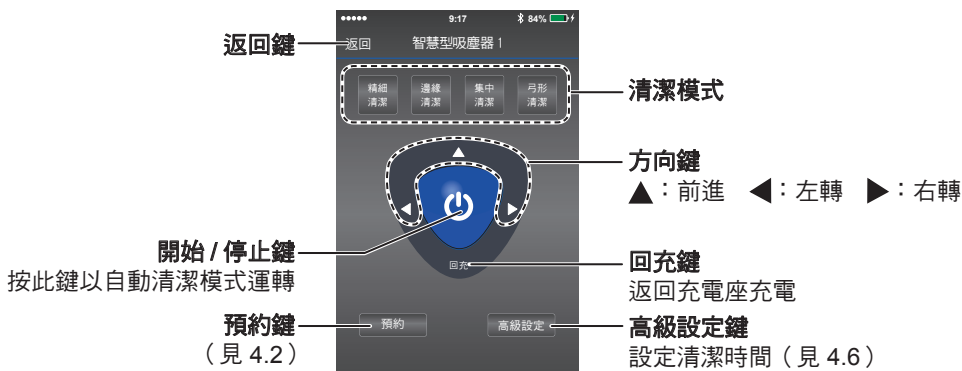 9:17
84%
返回鍵
返回
智慧型吸塵器 1
精細
清潔
邊緣
清潔
集中
清潔
弓形
清潔
清潔模式
方向鍵
▲：前進 ◀：左轉 ▶：右轉
開始 / 停止鍵
按此鍵以自動清潔模式運轉
回充
回充鍵
返回充電座充電
預約鍵
（見 4.2）
預約
高級設定
高級設定鍵
設定清潔時間（見 4.6）